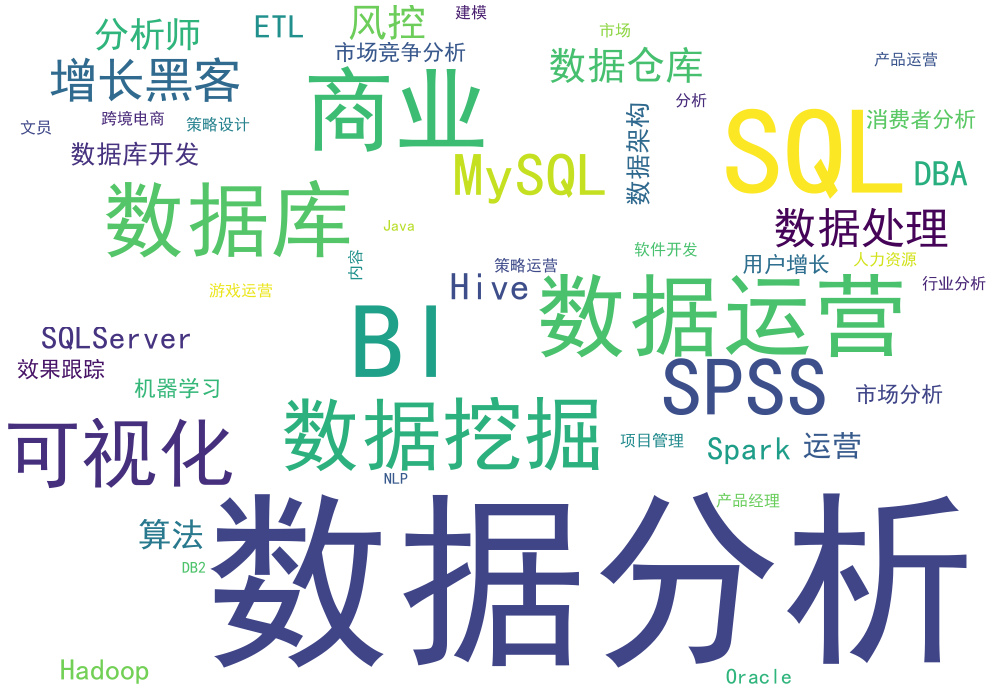 建模
分析师
ETL
风控
市场
市场竞争分析
产品运营
增长黑客
商业
数据仓库
分析
文员
跨境电商
策略设计
数据架构
SQL
消费者分析
数据库开发
MySQL
DBA
数据库
Java
数据处理
软件开发
内容
策略运营
用户增长
人力资源
游戏运营
Hive
数据运营
行业分析
SQLServer
BI
效果跟踪
机器学习
SPSS
市场分析
可视化
数据挖掘
项目管理
Spark
运营
NLP
产品经理
算法
数据分析
DB2
Hadoop
Oracle